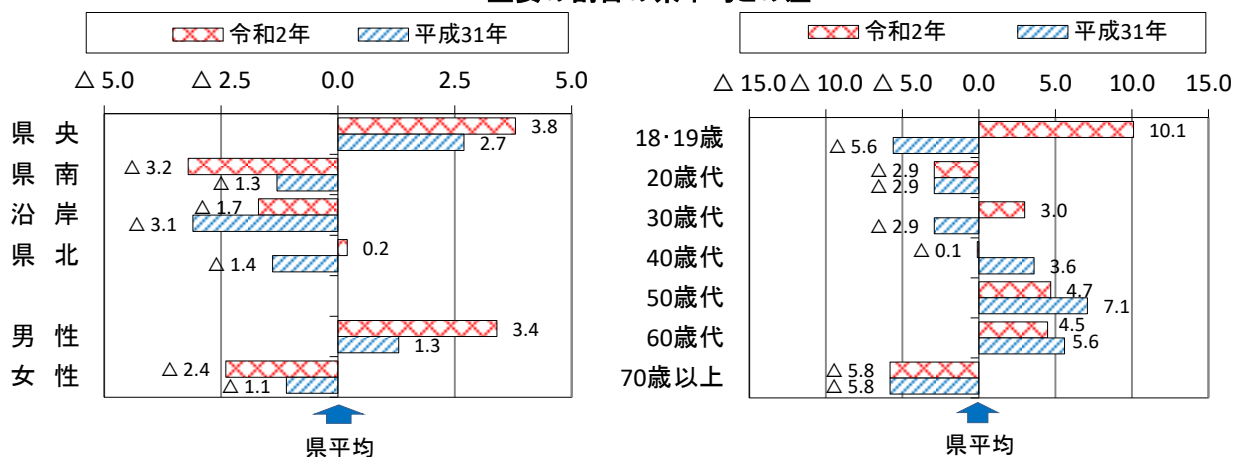 令和2年 平成31年
△ 5.0 △ 2.5 0.0 2.5 5.0
県 央 3.8
2.7
県 南 △ 3.2
△ 1.3
沿 岸 △ 1.7
△ 3.1
県 北 0.2
△ 1.4
男 性 3.4
1.3
女 性 △ 2.4
△ 1.1
県平均
令和2年 平成31年
△ 15.0 △ 10.0 △ 5.0 0.0 5.0 10.0 15.0
18・19歳 10.1
△ 5.6
20歳代 △ 2.9
△ 2.9
30歳代 3.0
△ 2.9
40歳代 △ 0.1
3.6
50歳代 4.7
7.1
60歳代 4.5
5.6
70歳以上 △ 5.8
△ 5.8
県平均